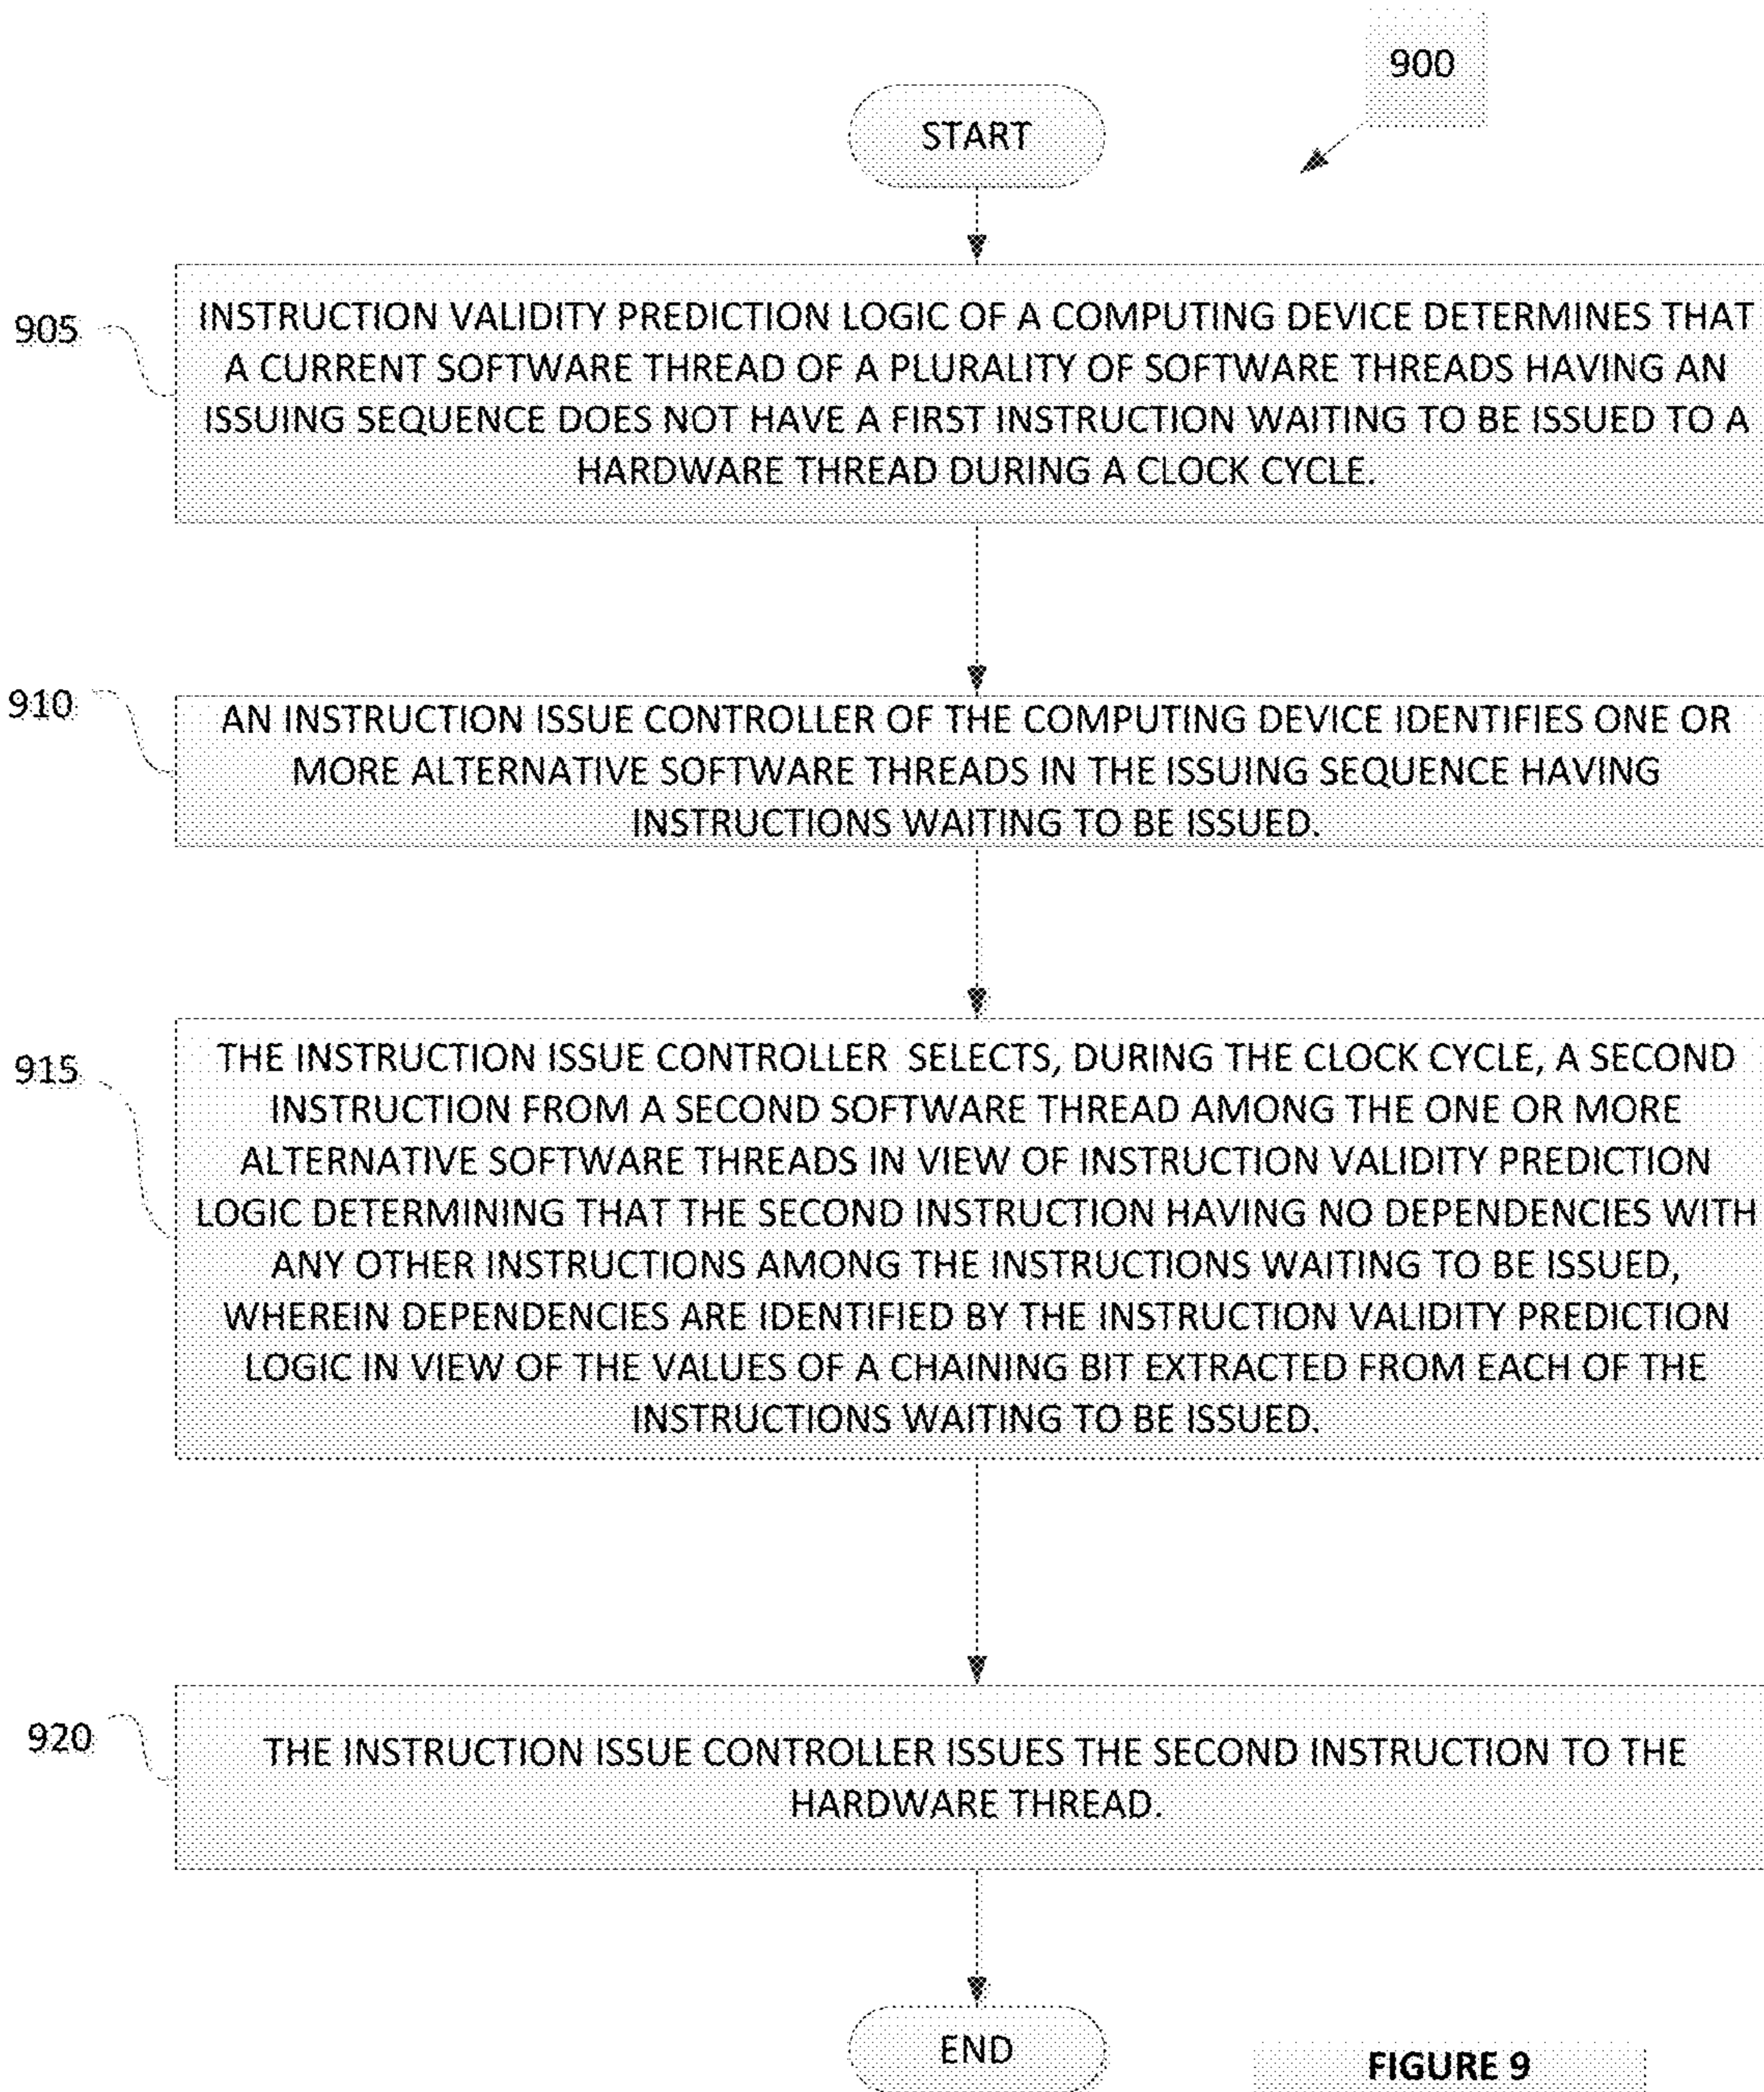 900
START
905
INSTRUCTION VALIDITY PREDICTION LOGIC OF A COMPUTING DEVICE DETERMINES THAT
A CURRENT SOFTWARE THREAD OF A PLURALITY OF SOFTWARE THREADS HAVING AN
ISSUING SEQUENCE DOES NOT HAVE A FIRST INSTRUCTION WAITING TO BE ISSUED TO A
HARDWARE THREAD DURING A CLOCK CYCLE.
910
AN INSTRUCTION ISSUE CONTROLLER OF THE COMPUTING DEVICE IDENTIFIES ONE OR
MORE ALTERNATIVE SOFTWARE THREADS IN THE ISSUING SEQUENCE HAVING
INSTRUCTIONS WAITING TO BE ISSUED.
915
THE INSTRUCTION ISSUE CONTROLLER SELECTS, DURING THE CLOCK CYCLE, A SECOND
INSTRUCTION FROM A SECOND SOFTWARE THREAD AMONG THE ONE OR MORE
ALTERNATIVE SOFTWARE THREADS IN VIEW OF INSTRUCTION VALIDITY PREDICTION
LOGIC DETERMINING THAT THE SECOND INSTRUCTION HAVING NO DEPENDENCIES WITH
ANY OTHER INSTRUCTIONS AMONG THE INSTRUCTIONS WAITING TO BE ISSUED,
WHEREIN DEPENDENCIES ARE IDENTIFIED BY THE INSTRUCTION VALIDITY PREDICTION
LOGIC IN VIEW OF THE VALUES OF A CHAINING BIT EXTRACTED FROM EACH OF THE
INSTRUCTIONS WAITING TO BE ISSUED.
920
THE INSTRUCTION ISSUE CONTROLLER ISSUES THE SECOND INSTRUCTION TO THE
HARDWARE THREAD.
END
FIGURE 9